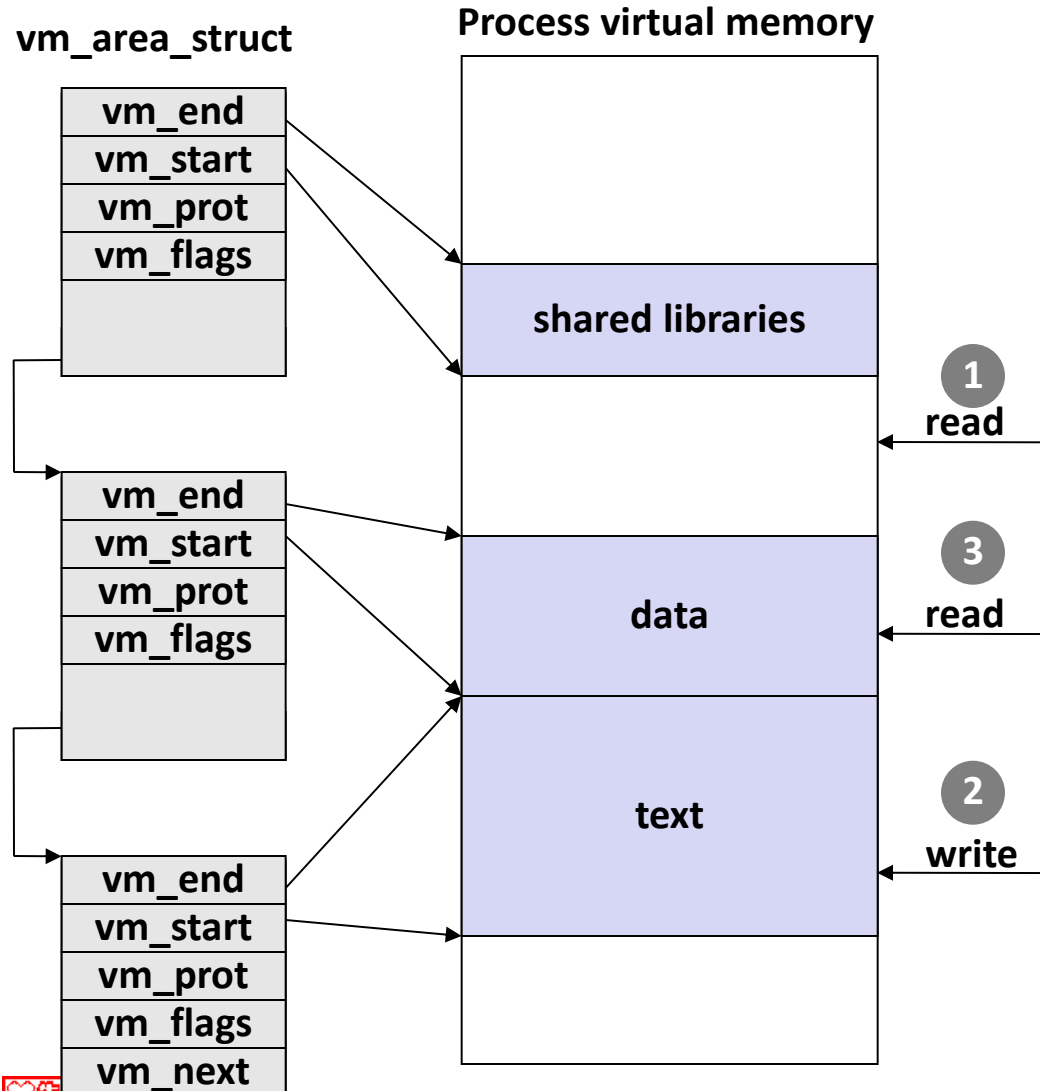 Process virtual memory
vm_area_struct
vm_end
vm_start
vm_prot
vm_flags
shared libraries
1
read
vm_end
vm_start
vm_prot
vm_flags
data
3
read
text
2
write
vm_end
vm_start
vm_prot
vm_flags
vm_next